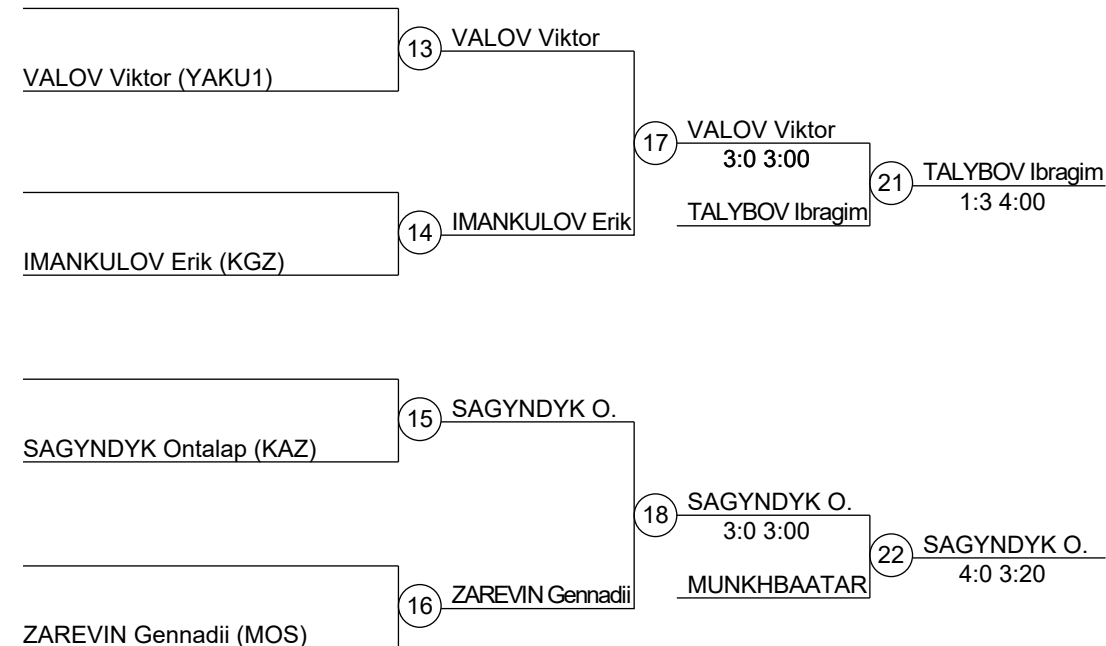 VALOV Viktor (YAKU1)
13
VALOV Viktor
IMANKULOV Erik (KGZ)
14
IMANKULOV Erik
17
VALOV Viktor
3:0 3:00
TALYBOV Ibragim
21
TALYBOV Ibragim
1:3 4:00
SAGYNDYK Ontalap (KAZ)
15
SAGYNDYK O.
ZAREVIN Gennadii (MOS)
16
ZAREVIN Gennadii
18
SAGYNDYK O.
3:0 3:00
MUNKHBAATAR
22
SAGYNDYK O.
4:0 3:20